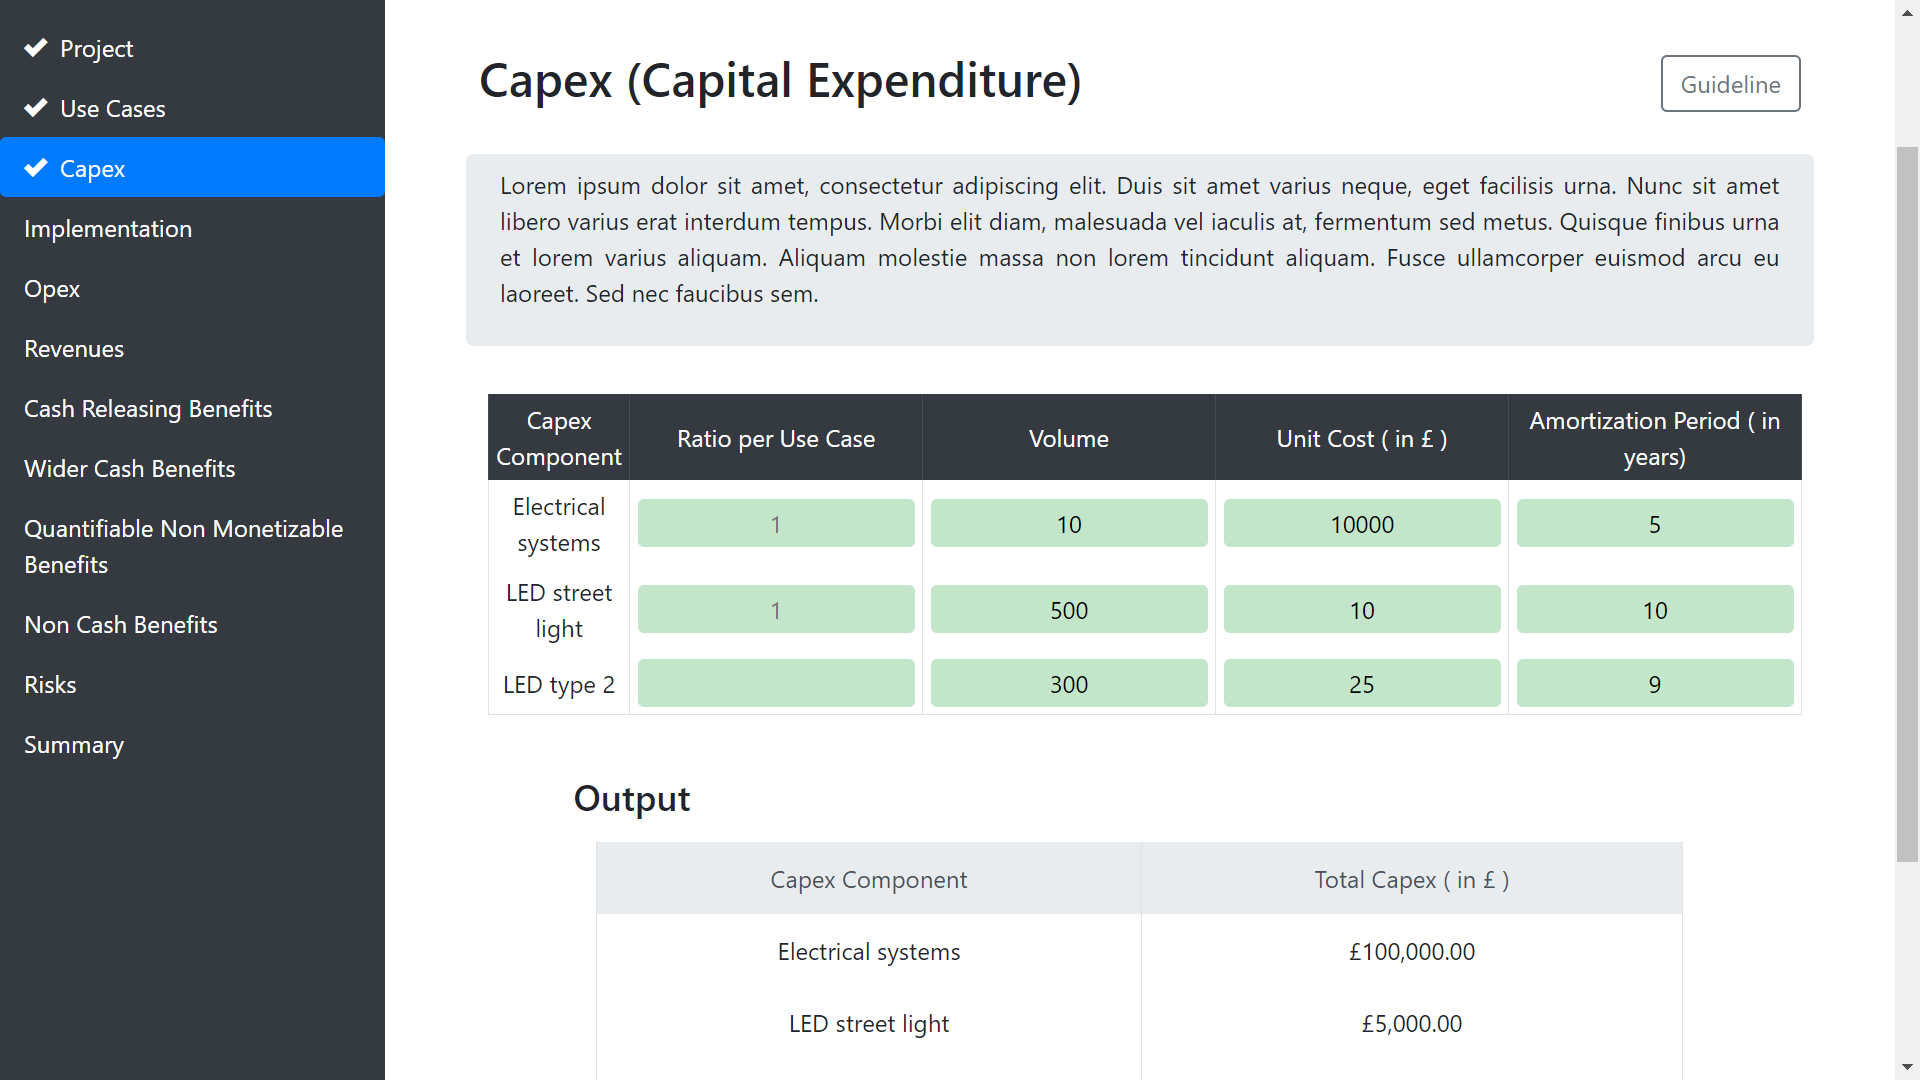 Project
Use Cases
Capex
Implementation
Opex
Revenues
Cash Releasing Benefits
Wider Cash Benefits
Quantifiable Non Monetizable
Benefits
Non Cash Benefits
Risks
Summary
Capex (Capital Expenditure)
Guideline
Lorem ipsum dolor sit amet, consectetur adipiscing elit. Duis sit amet varius neque, eget facilisis urna. Nunc sit amet
libero varius erat interdum tempus. Morbi elit diam, malesuada vel iaculis at, fermentum sed metus. Quisque finibus urna
et lorem varius aliquam. Aliquam molestie massa non lorem tincidunt aliquam. Fusce ullamcorper euismod arcu eu
laoreet. Sed nec faucibus sem.
Capex
Component
Ratio per Use Case
Volume
Unit Cost ( in £ )
Amortization Period ( in
years)
Electrical
systems
1
10
10000
5
LED street
light
1
500
10
10
LED type 2
300
25
9
Output
Capex Component
Total Capex ( in £ )
Electrical systems
£100,000.00
LED street light
£5,000.00